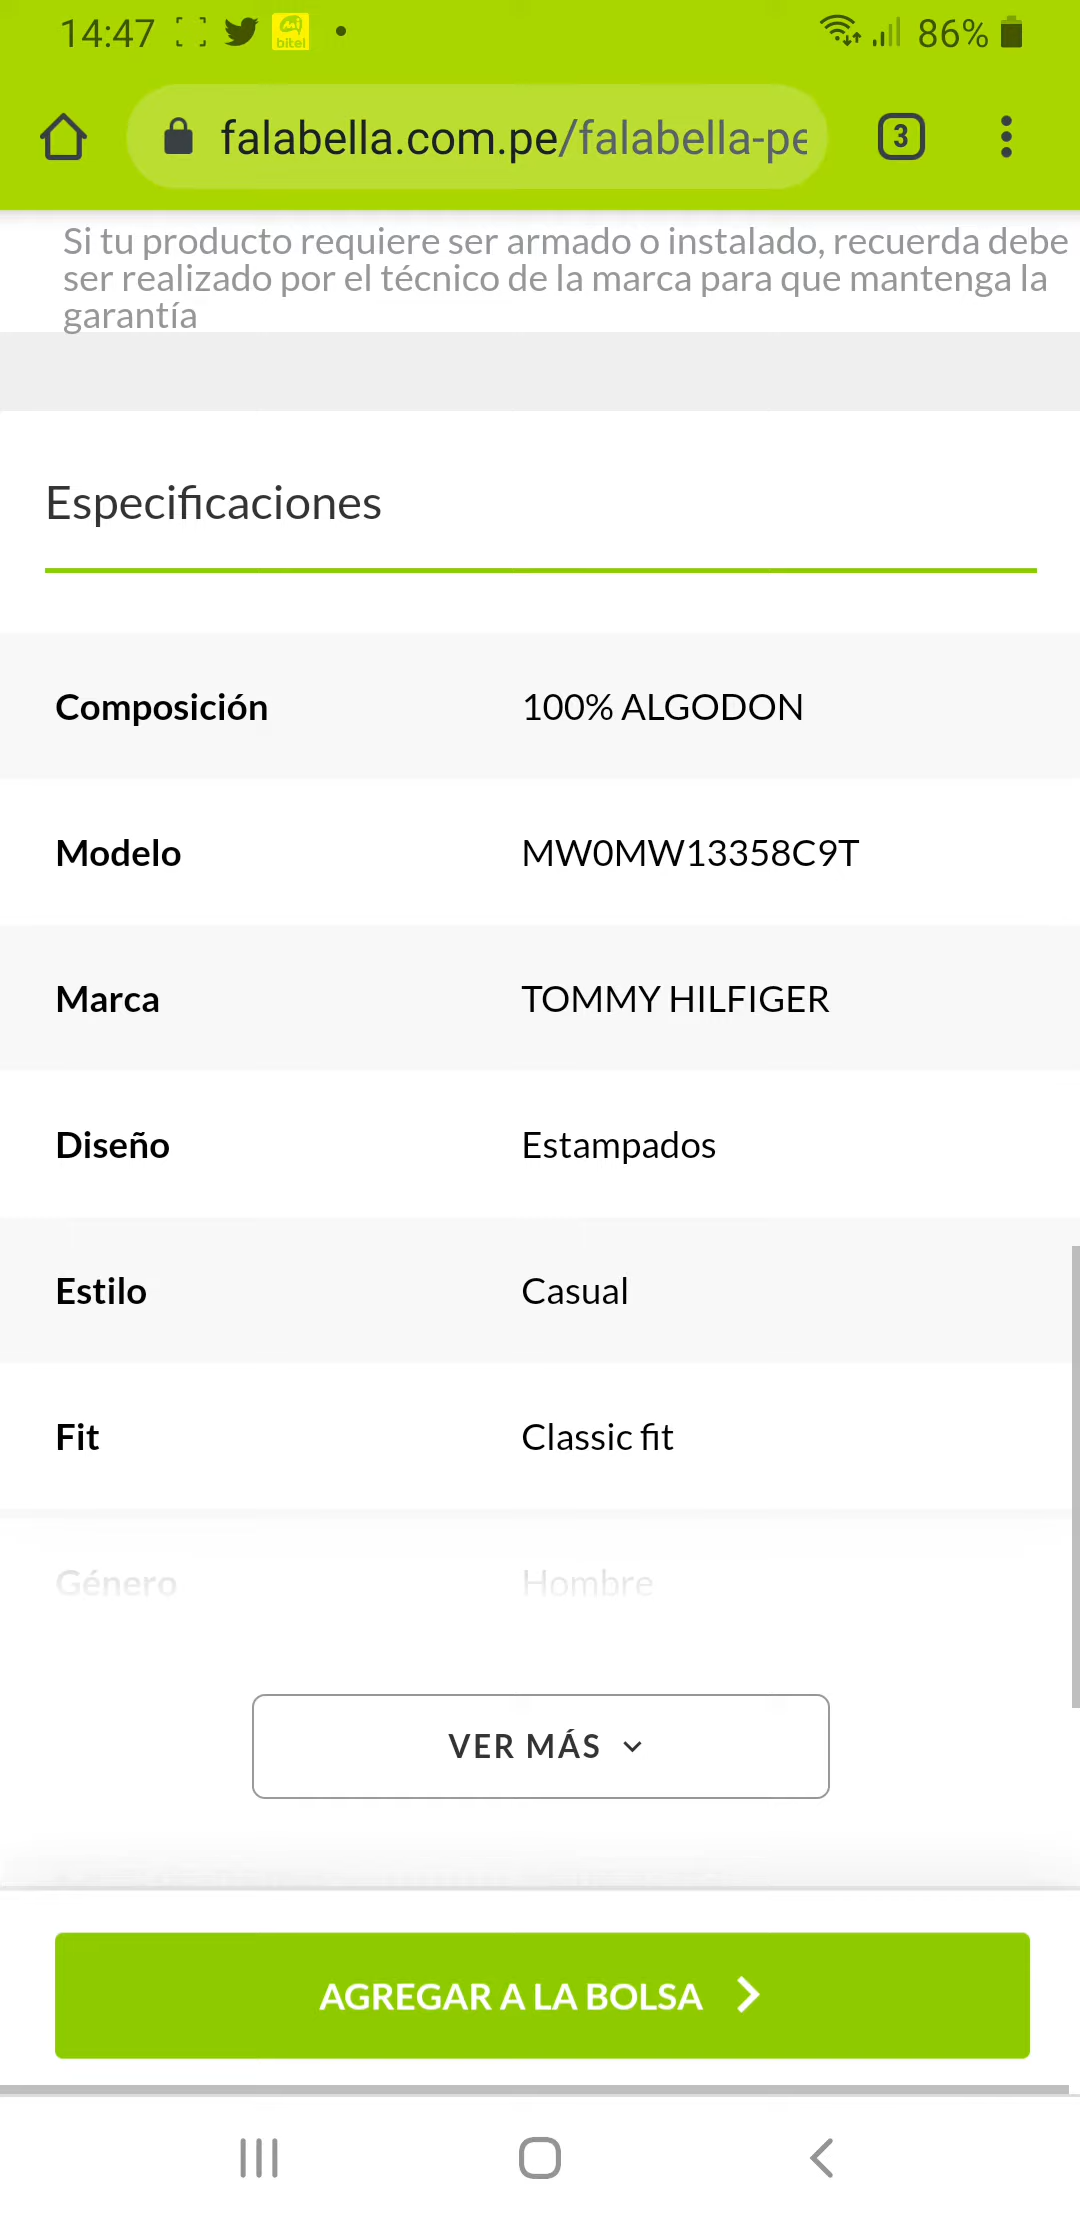 14:47
bitel
86%
falabella.com.pe/falabella-pe
3
Si tu producto requiere ser armado o instalado, recuerda debe
ser realizado por el técnico de la marca para que mantenga la
garantía
Especificaciones
Composición 100% ALGODON
Modelo MW0MW13358C9T
Marca TOMMY HILFIGER
Diseño Estampados
Estilo Casual
Fit Classic fit
Género Hombre
VER MÁS
AGREGAR A LA BOLSA